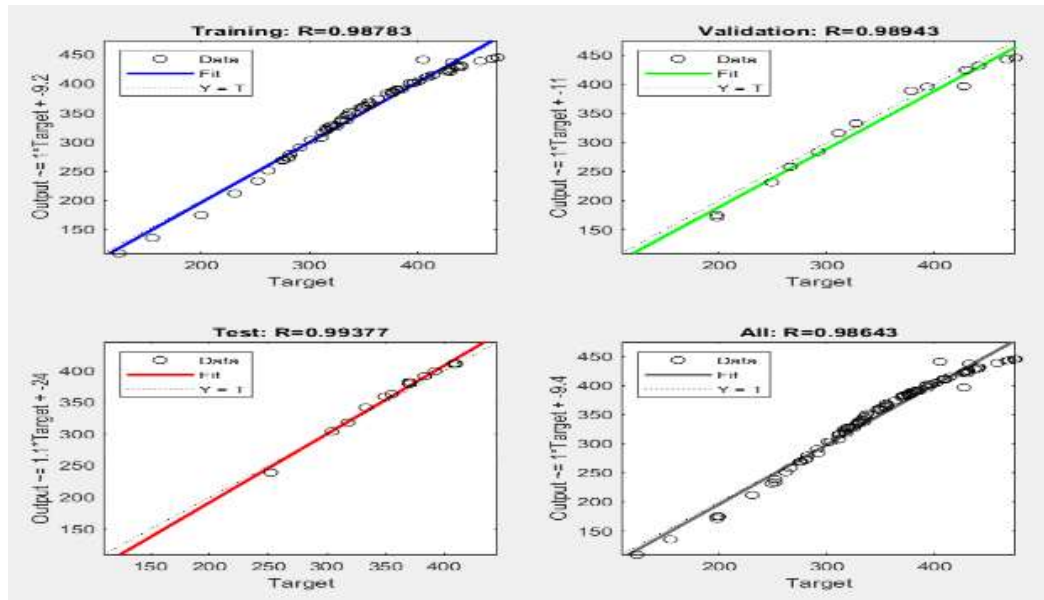 Training: R=0.98783
Output ~= 1*Target + -9.2
450
400
350
300
250
200
150
Data
Fit
Y = T
200
300
400
Target
Validation: R=0.98943
Output ~= 1*Target + -11
450
400
350
300
250
200
150
Data
Fit
Y = T
200
300
400
Target
Test: R=0.99377
Output ~= 1.1*Target + -24
400
350
300
250
200
150
Data
Fit
Y = T
150
200
250
300
350
400
Target
All: R=0.98643
Output ~= 1*Target + -9.4
450
400
350
300
250
200
150
Data
Fit
Y = T
200
300
400
Target